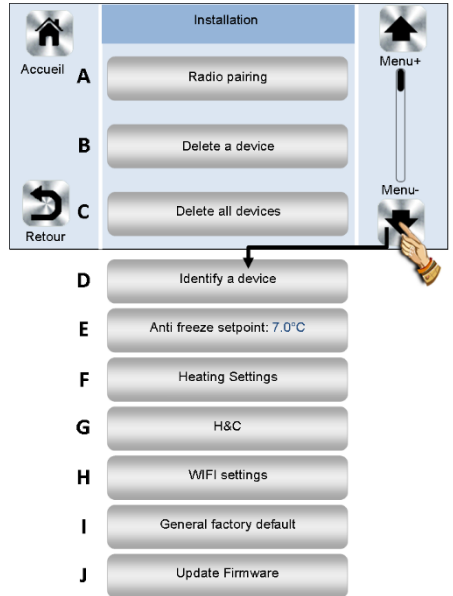 Installation
Accueil
Menu+
A Radio pairing
B Delete a device
Menu-
C Delete all devices
Retour
D Identify a device
E Anti freeze setpoint: 7.0°C
F Heating Settings
G H&C
H WIFI settings
I General factory default
J Update Firmware